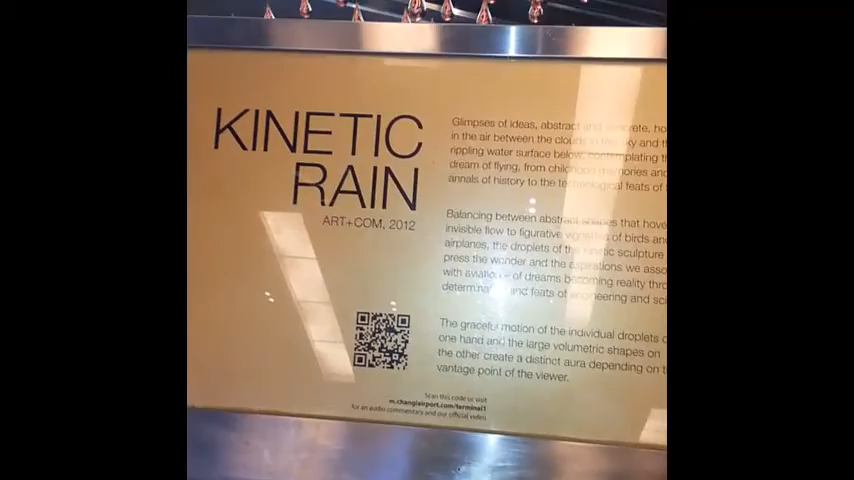 KINETIC
RAIN
ART+COM, 2012
Glimpses of ideas, abstract and concrete, ho
in the air between the clouds in the sky and th
rippling water surface below, contemplating th
dream of flying, from childhood memories and
annals of history to the technological feats of
Balancing between abstract shapes that hove
invisible flow to figurative vignettes of birds and
airplanes, the droplets of the kinetic sculpture
press the wonder and the aspirations we asso
with aviation – of dreams becoming reality thro
determination and feats of engineering and sci
The graceful motion of the individual droplets o
one hand and the large volumetric shapes on
the other create a distinct aura depending on t
vantage point of the viewer.
Scan this code or visit
m.changiairport.com/terminal1
for an audio commentary and our official video